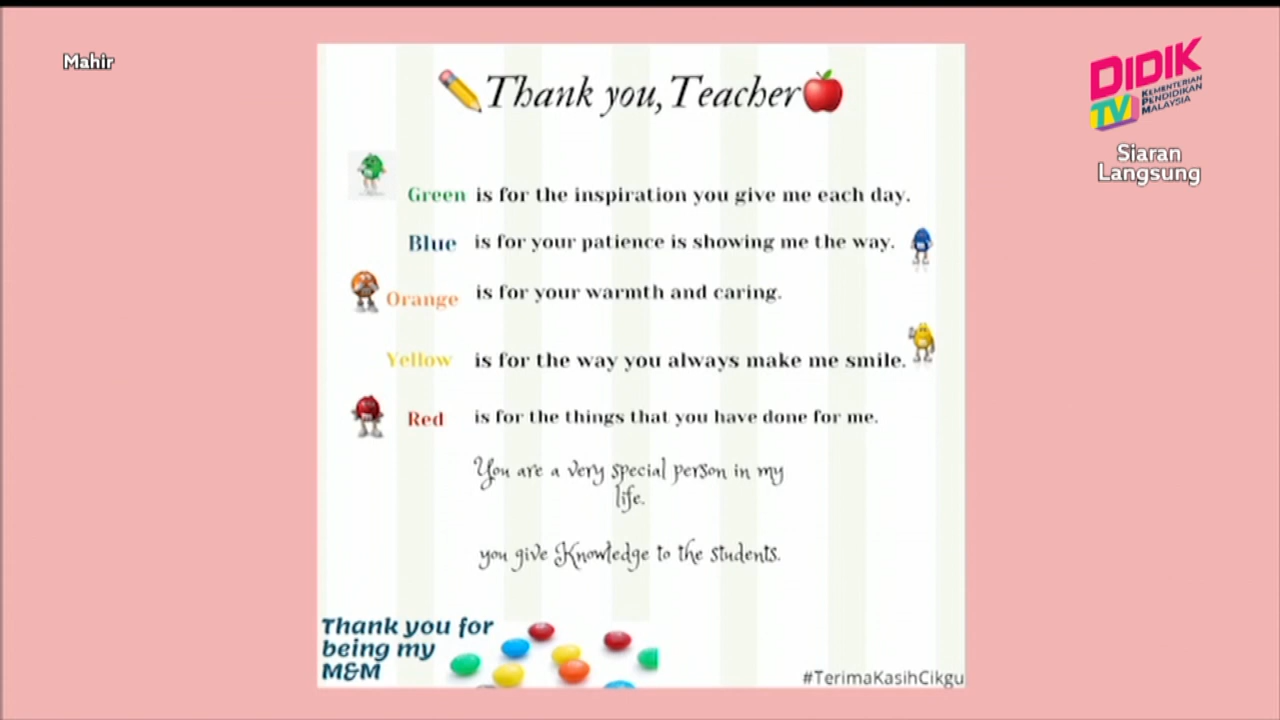 Mahir
DIDIK
TV
KEMENTERIAN
PENDIDIKAN
MALAYSIA
Siaran
Langsung
Thank you, Teacher
Green is for the inspiration you give me each day.
Blue is for your patience is showing me the way.
Orange is for your warmth and caring.
Yellow is for the way you always make me smile.
Red is for the things that you have done for me.
You are a very special person in my
life.
you give Knowledge to the students.
Thank you for
being my
M&M
#TerimaKasihCikgu